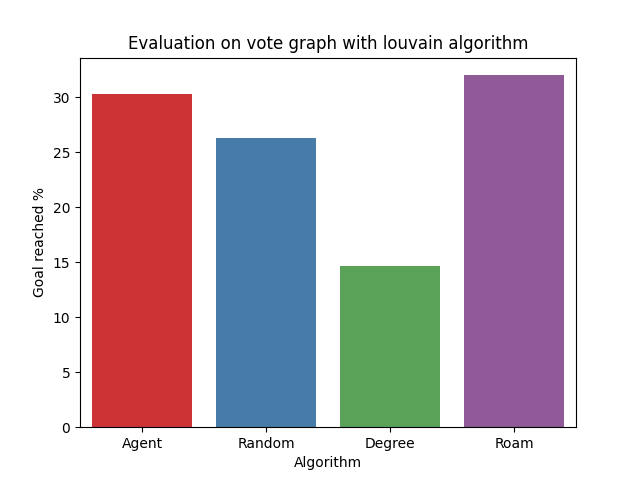 Evaluation on vote graph with louvain algorithm
Goal reached %
30
25
20
15
10
5
0
Agent Random Degree Roam
Algorithm